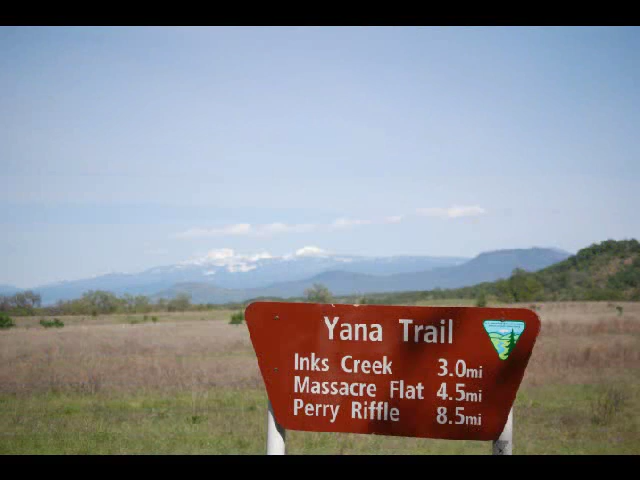 Yana Trail
Inks Creek 3.0mi
Massacre Flat 4.5mi
Perry Riffle 8.5mi